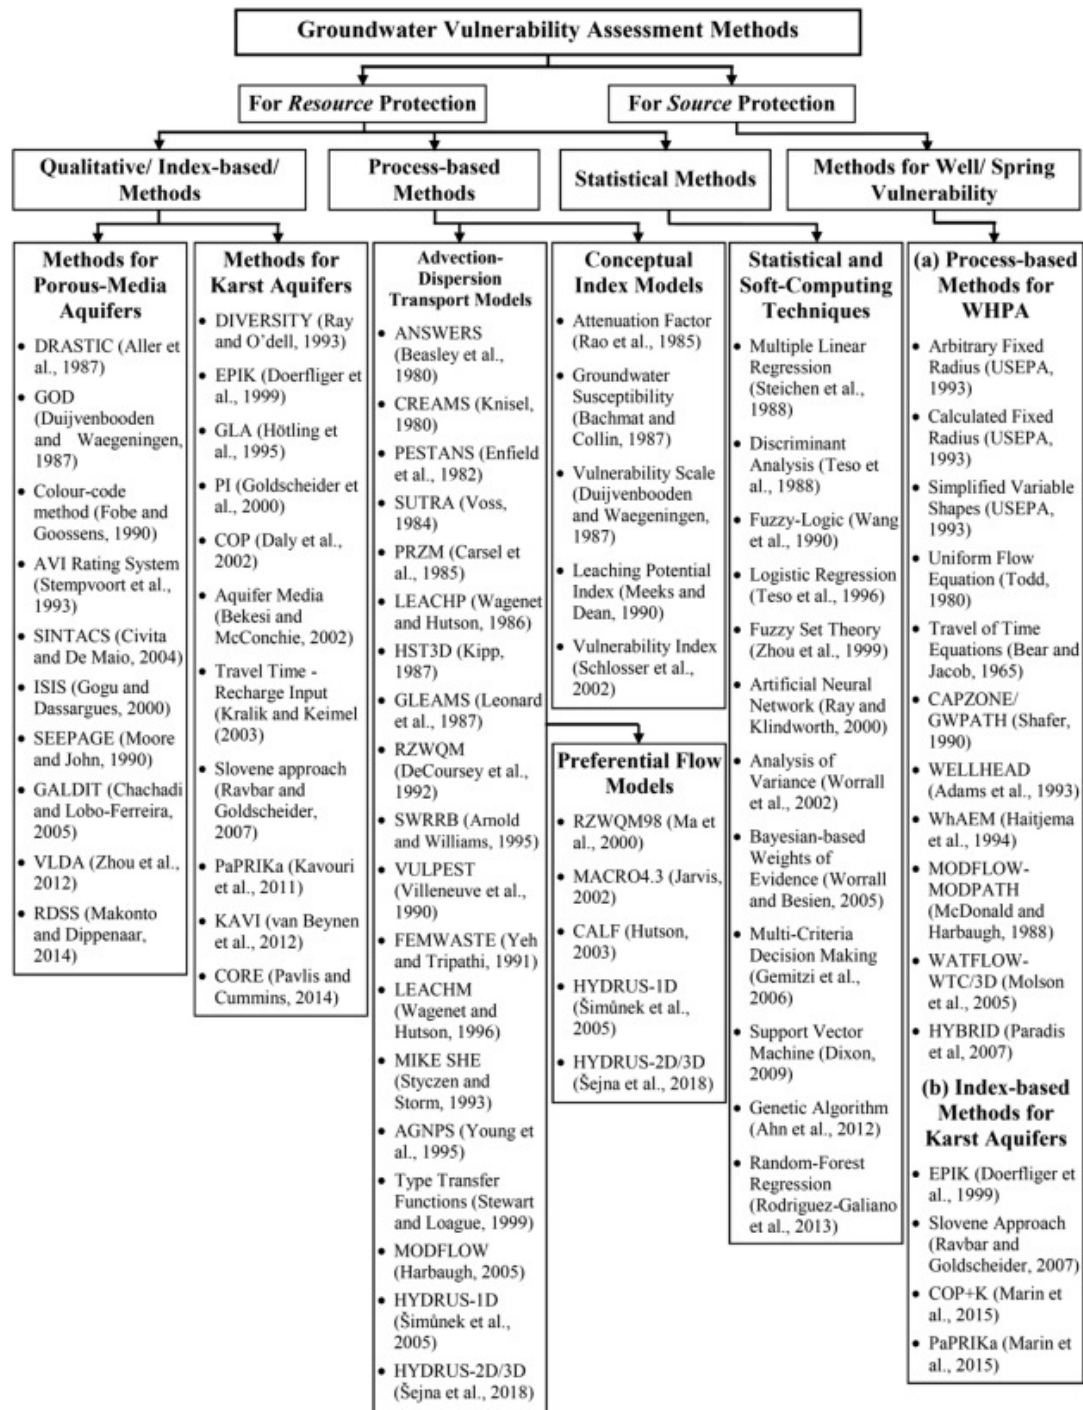 Groundwater Vulnerability Assessment Methods
For Resource Protection
For Source Protection
Qualitative/ Index-based/
Methods
Process-based
Methods
Statistical Methods
Methods for Well/ Spring
Vulnerability
Methods for
Porous-Media
Aquifers
• DRASTIC (Aller et
al., 1987)
• GOD
(Duijvenbooden
and Waegeningen,
1987)
• Colour-code
method (Fobe and
Goossens, 1990)
• AVI Rating System
(Stempvoort et al.,
1993)
• SINTACS (Civita
and De Maio, 2004)
• ISIS (Gogu and
Dassargues, 2000)
• SEEPAGE (Moore
and John, 1990)
• GALDIT (Chachadi
and Lobo-Ferreira,
2005)
• VLDA (Zhou et al.,
2012)
• RDSS (Makonto
and Dippenaar,
2014)
Methods for
Karst Aquifers
• DIVERSITY (Ray
and O’dell, 1993)
• EPIK (Doerfliger et
al., 1999)
• GLA (Hötling et
al., 1995)
• PI (Goldscheider et
al., 2000)
• COP (Daly et al.,
2002)
• Aquifer Media
(Bekesi and
McConchie, 2002)
• Travel Time -
Recharge Input
(Kralik and Keimel
(2003)
• Slovene approach
(Ravbar and
Goldscheider,
2007)
• PaPRIKa (Kavouri
et al., 2011)
• KAVI (van Beynen
et al., 2012)
• CORE (Pavlis and
Cummins, 2014)
Advection-
Dispersion
Transport Models
• ANSWERS
(Beasley et al.,
1980)
• CREAMS (Knisel,
1980)
• PESTANS (Enfield
et al., 1982)
• SUTRA (Voss,
1984)
• PRZM (Carsel et
al., 1985)
• LEACHP (Wagenet
and Hutson, 1986)
• HST3D (Kipp,
1987)
• GLEAMS (Leonard
et al., 1987)
• RZWQM
(DeCoursey et al.,
1992)
• SWRRB (Arnold
and Williams, 1995)
• VULPEST
(Villeneuve et al.,
1990)
• FEMWASTE (Yeh
and Tripathi, 1991)
• LEACHM
(Wagenet and
Hutson, 1996)
• MIKE SHE
(Styczen and
Storm, 1993)
• AGNPS (Young et
al., 1995)
• Type Transfer
Functions (Stewart
and Loague, 1999)
• MODFLOW
(Harbaugh, 2005)
• HYDRUS-1D
(Šimůnek et al.,
2005)
• HYDRUS-2D/3D
(Šejna et al., 2018)
Conceptual
Index Models
• Attenuation Factor
(Rao et al., 1985)
• Groundwater
Susceptibility
(Bachmat and
Collin, 1987)
• Vulnerability Scale
(Duijvenbooden
and Waegeningen,
1987)
• Leaching Potential
Index (Meeks and
Dean, 1990)
• Vulnerability Index
(Schlosser et al.,
2002)
Preferential Flow
Models
• RZWQM98 (Ma et
al., 2000)
• MACRO4.3 (Jarvis,
2002)
• CALF (Hutson,
2003)
• HYDRUS-1D
(Šimůnek et al.,
2005)
• HYDRUS-2D/3D
(Šejna et al., 2018)
Statistical and
Soft-Computing
Techniques
• Multiple Linear
Regression
(Steichen et al.,
1988)
• Discriminant
Analysis (Teso et al.,
1988)
• Fuzzy-Logic (Wang
et al., 1990)
• Logistic Regression
(Teso et al., 1996)
• Fuzzy Set Theory
(Zhou et al., 1999)
• Artificial Neural
Network (Ray and
Klindworth, 2000)
• Analysis of
Variance (Worrall
et al., 2002)
• Bayesian-based
Weights of
Evidence (Worrall
and Besien, 2005)
• Multi-Criteria
Decision Making
(Gemitzi et al.,
2006)
• Support Vector
Machine (Dixon,
2009)
• Genetic Algorithm
(Ahn et al., 2012)
• Random-Forest
Regression
(Rodriguez-Galiano
et al., 2013)
(a) Process-based
Methods for
WHPA
• Arbitrary Fixed
Radius (USEPA,
1993)
• Calculated Fixed
Radius (USEPA,
1993)
• Simplified Variable
Shapes (USEPA,
1993)
• Uniform Flow
Equation (Todd,
1980)
• Travel of Time
Equations (Bear and
Jacob, 1965)
• CAPZONE/
GWPATH (Shafer,
1990)
• WELLHEAD
(Adams et al., 1993)
• WhAEM (Haitjema
et al., 1994)
• MODFLOW-
MODPATH
(McDonald and
Harbaugh, 1988)
• WATFLOW-
WTC/3D (Molson
et al., 2005)
• HYBRID (Paradis
et al, 2007)
(b) Index-based
Methods for
Karst Aquifers
• EPIK (Doerfliger et
al., 1999)
• Slovene Approach
(Ravbar and
Goldscheider, 2007)
• COP+K (Marin et
al., 2015)
• PaPRIKa (Marin et
al., 2015)